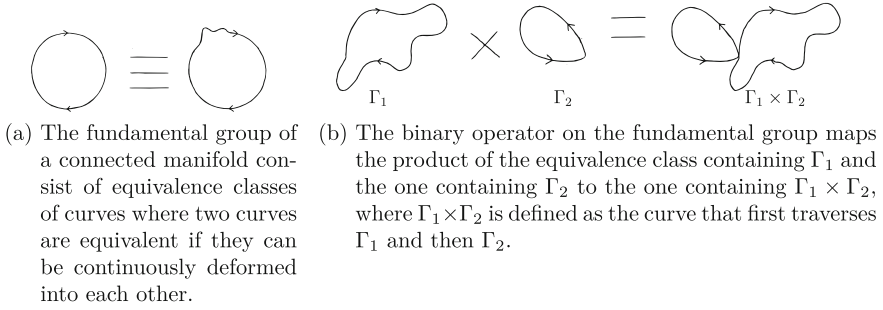 Γ₁
Γ₂
Γ₁ × Γ₂
(a) The fundamental group of
a connected manifold con-
sist of equivalence classes
of curves where two curves
are equivalent if they can
be continuously deformed
into each other.
(b) The binary operator on the fundamental group maps
the product of the equivalence class containing Γ₁ and
the one containing Γ₂ to the one containing Γ₁ × Γ₂,
where Γ₁×Γ₂ is defined as the curve that first traverses
Γ₁ and then Γ₂.